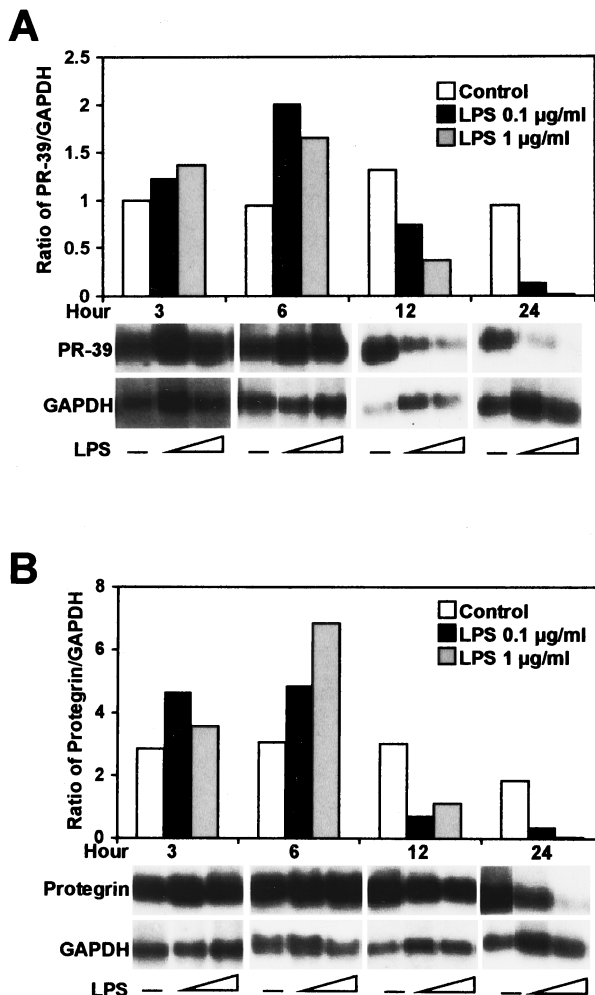 A
Ratio of PR-39/GAPDH
2.5
2
1.5
1
0.5
0
Control
LPS 0.1 µg/ml
LPS 1 µg/ml
Hour 3 6 12 24
PR-39
GAPDH
LPS — — — —
B
Ratio of Protegrin/GAPDH
8
6
4
2
0
Control
LPS 0.1 µg/ml
LPS 1 µg/ml
Hour 3 6 12 24
Protegrin
GAPDH
LPS — — — —